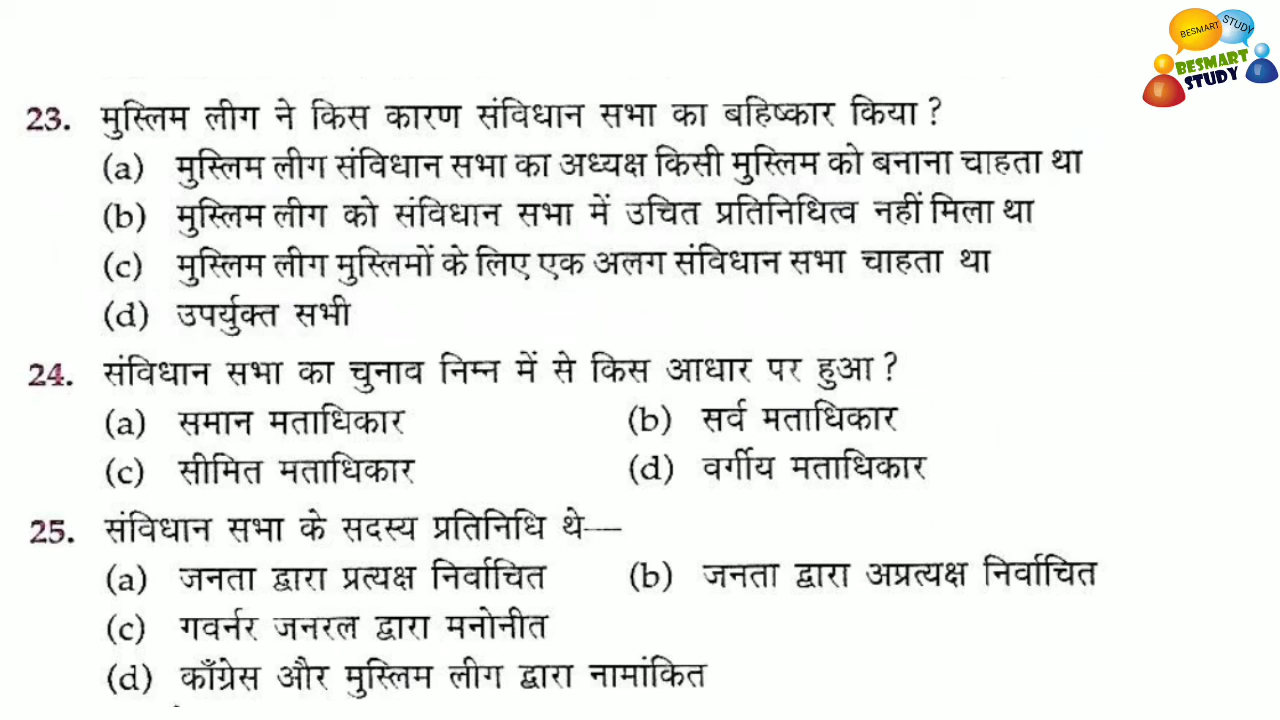 BESMART STUDY
BESMART
STUDY
23. मुस्लिम लीग ने किस कारण संविधान सभा का बहिष्कार किया ?
(a) मुस्लिम लीग संविधान सभा का अध्यक्ष किसी मुस्लिम को बनाना चाहता था
(b) मुस्लिम लीग को संविधान सभा में उचित प्रतिनिधित्व नहीं मिला था
(c) मुस्लिम लीग मुस्लिमों के लिए एक अलग संविधान सभा चाहता था
(d) उपर्युक्त सभी
24. संविधान सभा का चुनाव निम्न में से किस आधार पर हुआ ?
(a) समान मताधिकार (b) सर्व मताधिकार
(c) सीमित मताधिकार (d) वर्गीय मताधिकार
25. संविधान सभा के सदस्य प्रतिनिधि थे—
(a) जनता द्वारा प्रत्यक्ष निर्वाचित (b) जनता द्वारा अप्रत्यक्ष निर्वाचित
(c) गवर्नर जनरल द्वारा मनोनीत
(d) काँग्रेस और मुस्लिम लीग द्वारा नामांकित